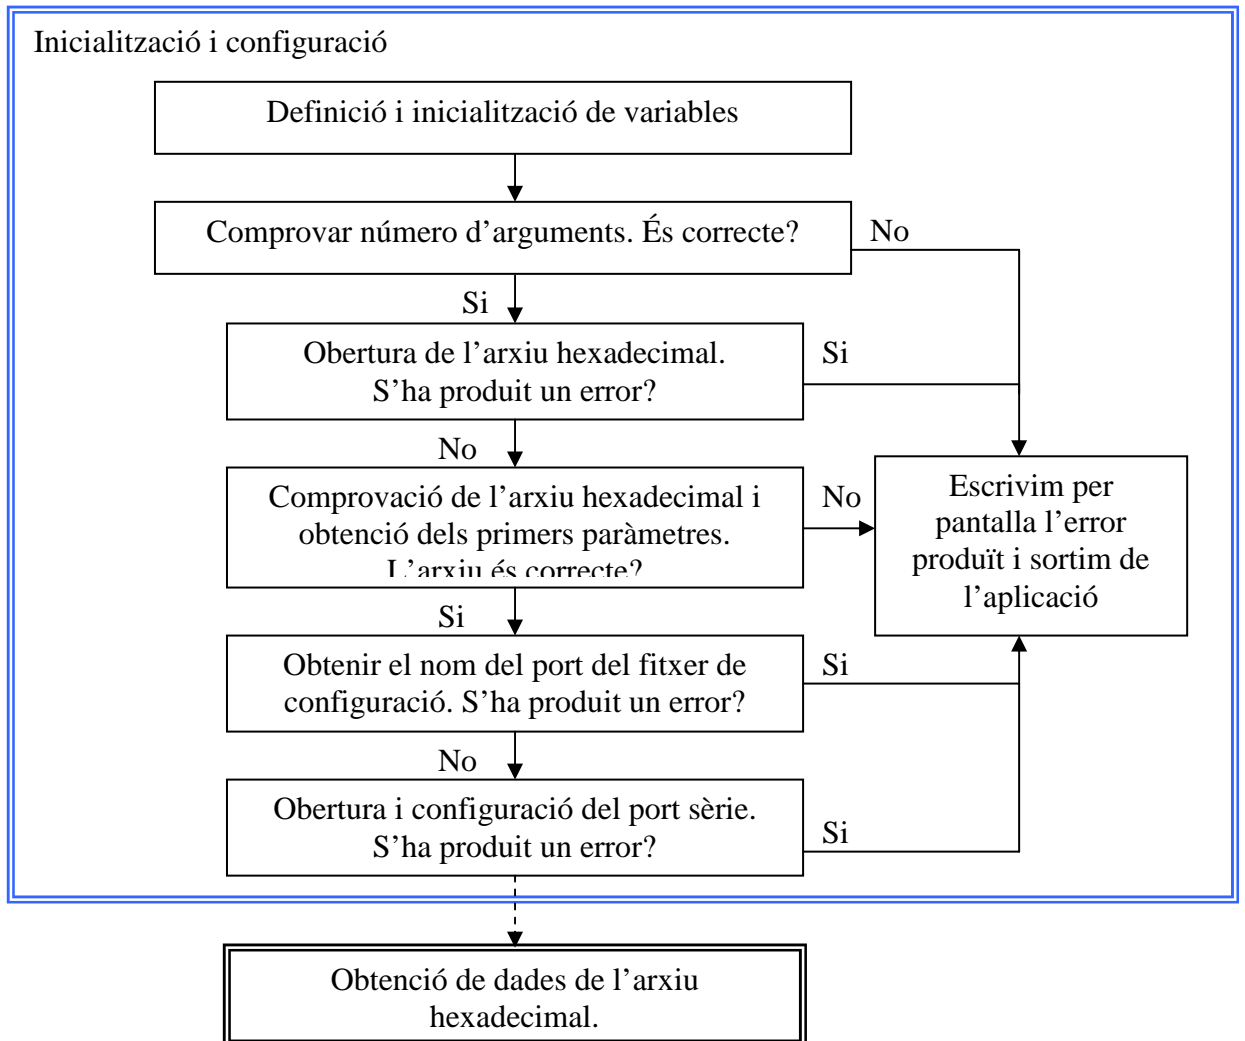 Inicialització i configuració
Definició i inicialització de variables
Comprovar número d’arguments. És correcte?
No
Si
Obertura de l’arxiu hexadecimal.
S’ha produit un error?
Si
No
Comprovació de l’arxiu hexadecimal i
obtenció dels primers paràmetres.
L’arxiu és correcte?
No
Escrivim per
pantalla l’error
produït i sortim de
l’aplicació
Si
Obtenir el nom del port del fitxer de
configuració. S’ha produit un error?
Si
No
Obertura i configuració del port sèrie.
S’ha produit un error?
Si
Obtenció de dades de l’arxiu
hexadecimal.